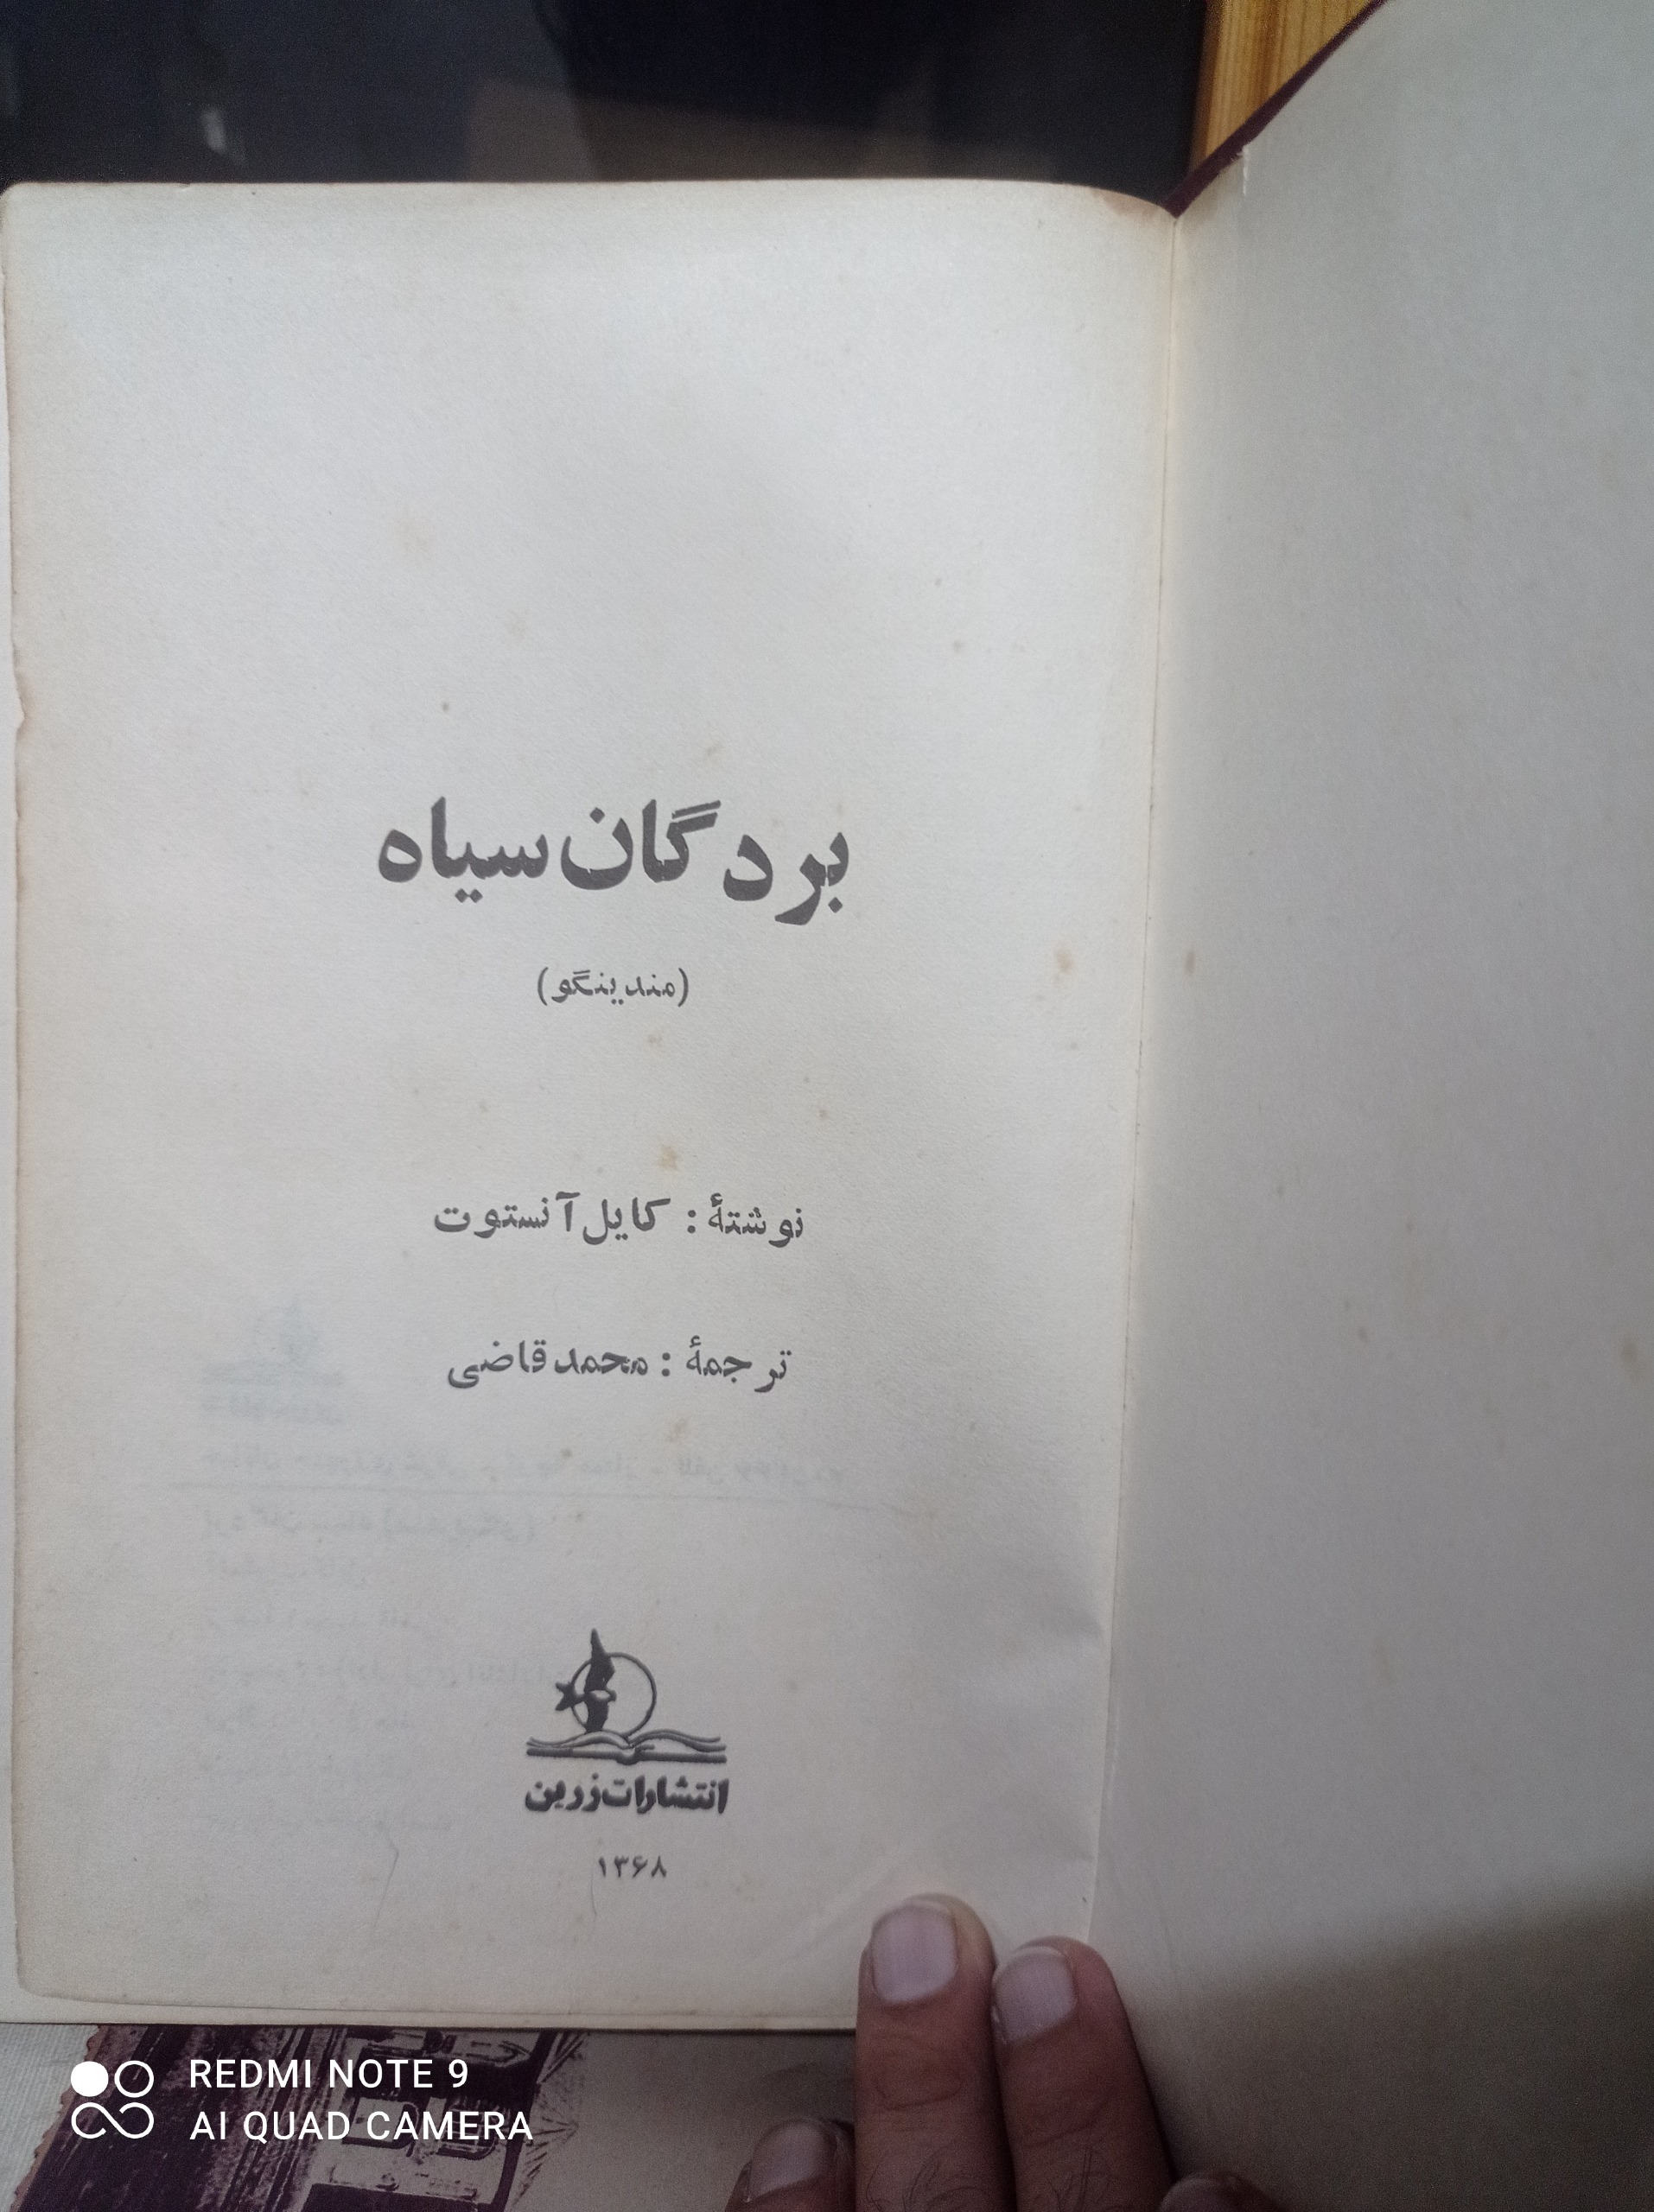 بردگان سیاه
(مندینگو)
نوشتهٔ : کایل آنستوت
ترجمهٔ : محمد قاضی
انتشارات زرین
۱۳۶۸
REDMI NOTE 9
AI QUAD CAMERA